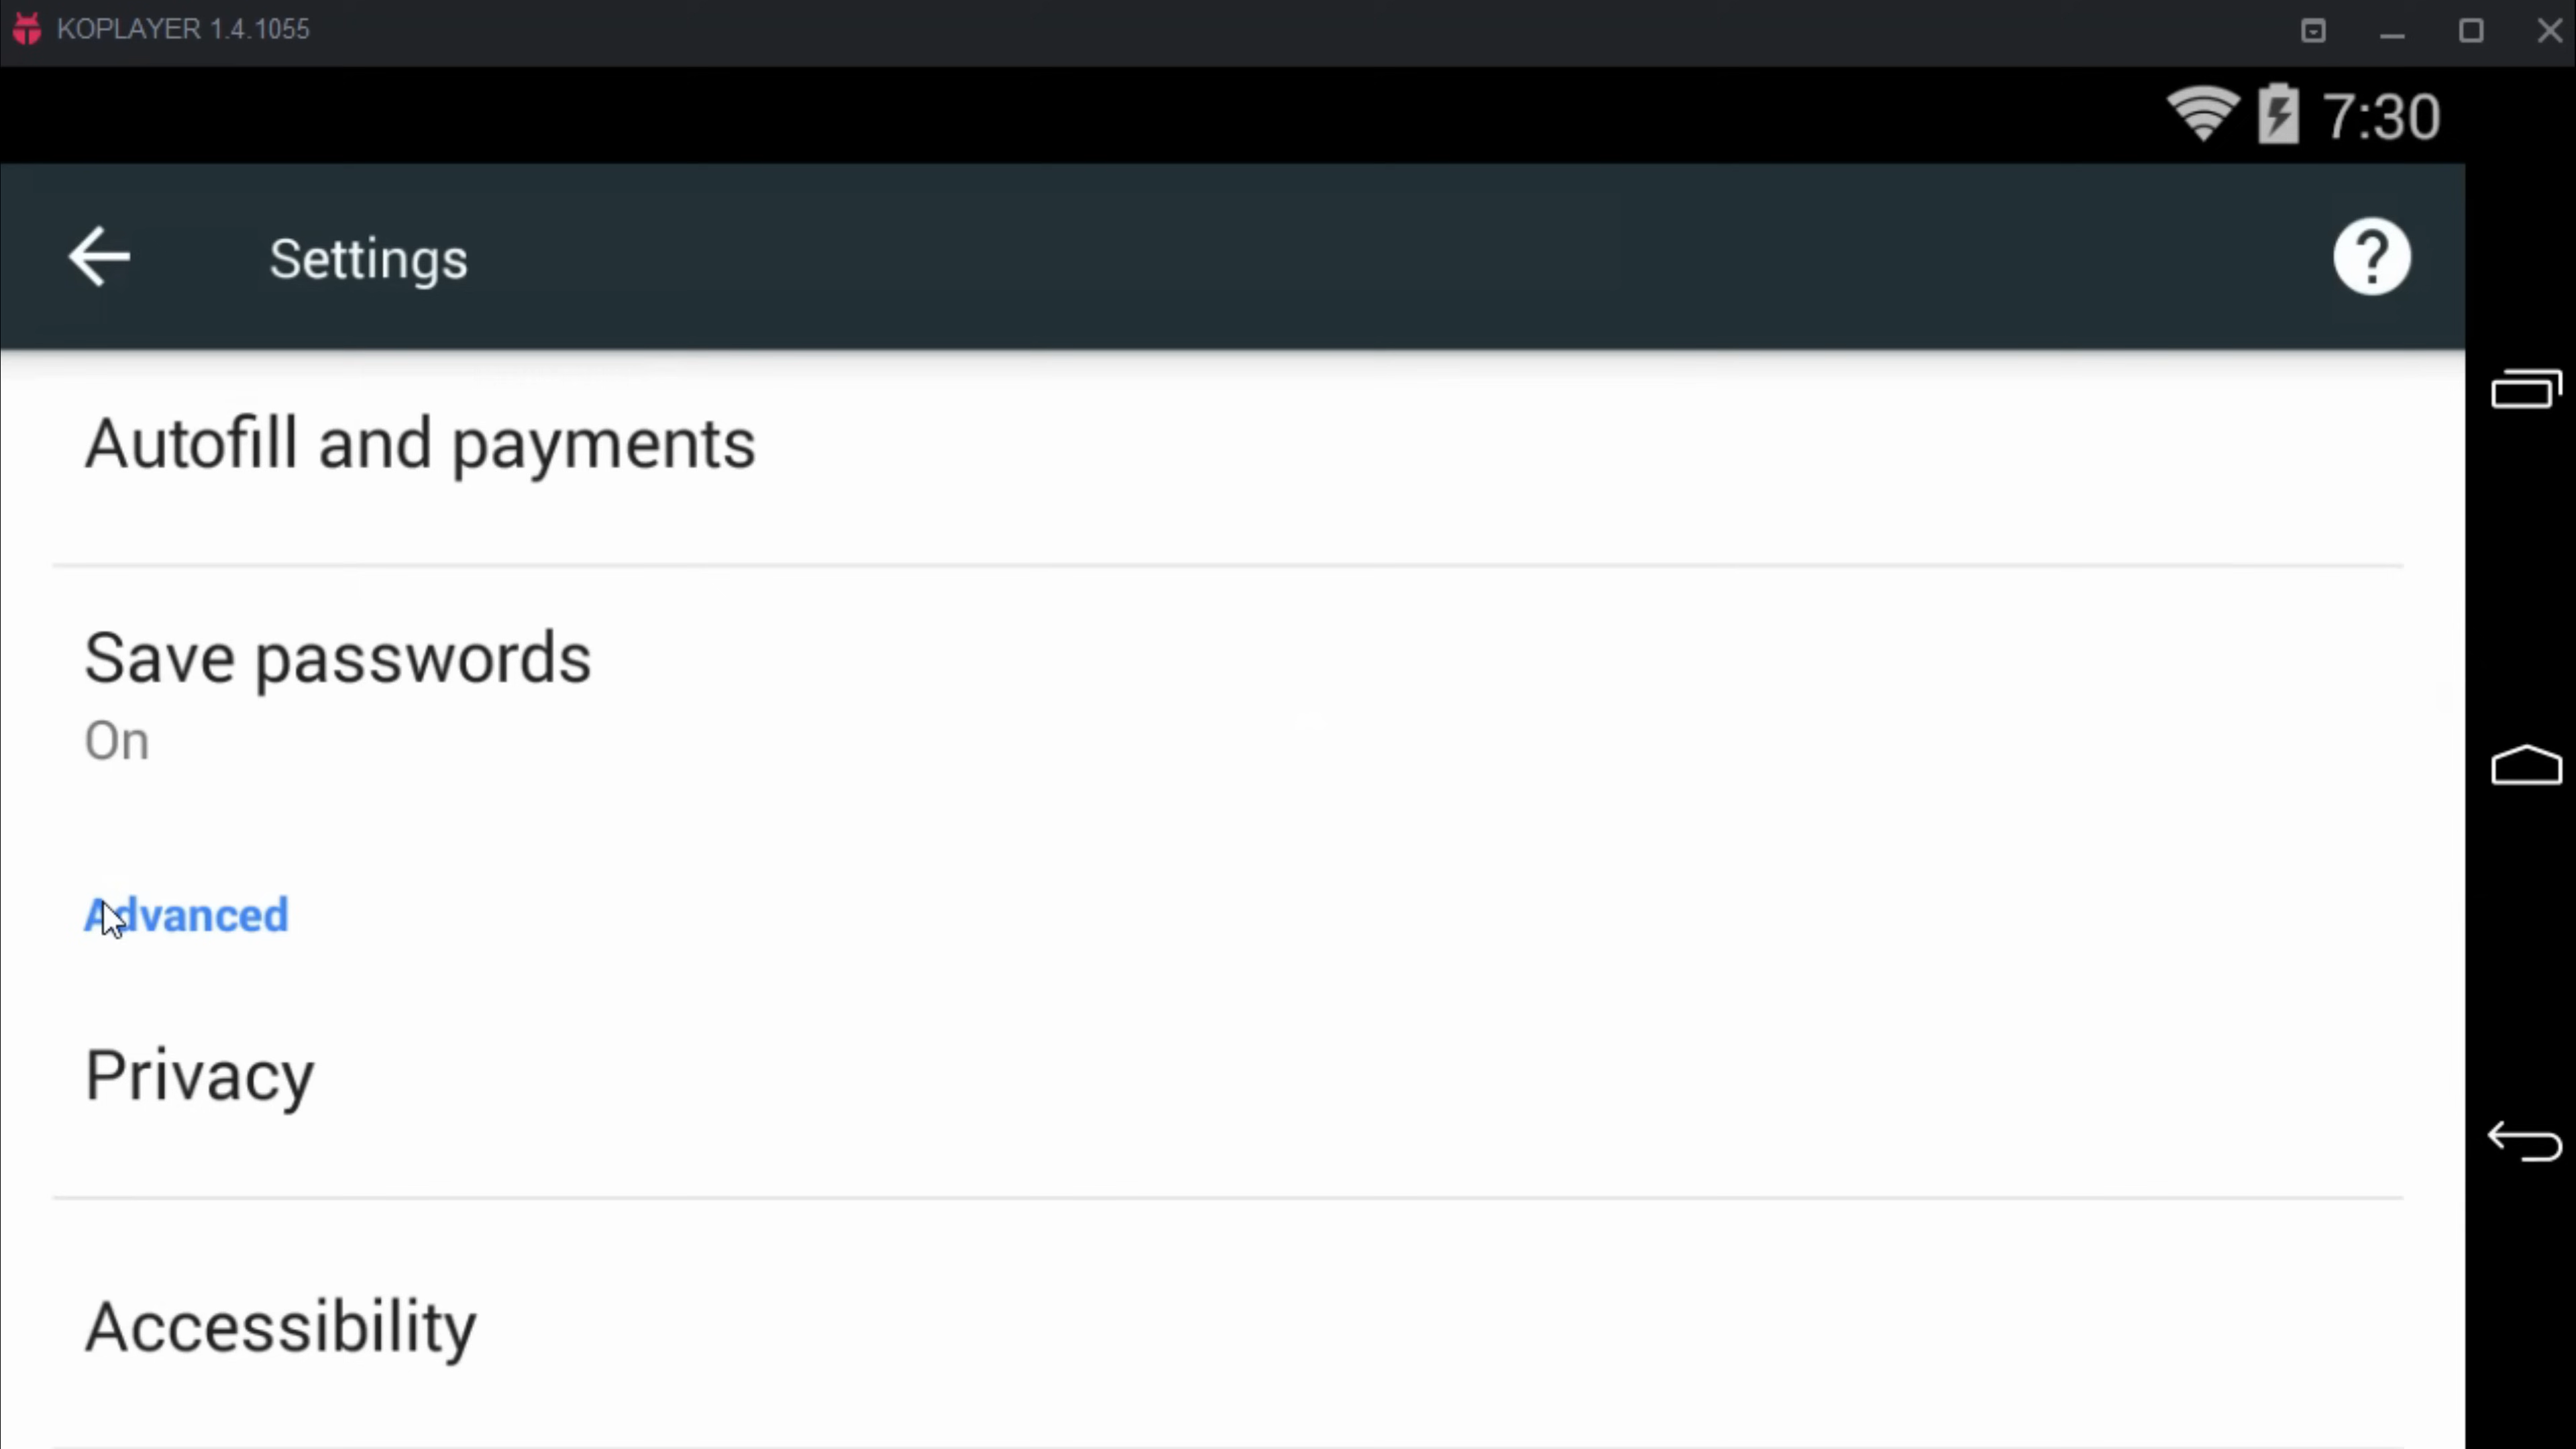 KOPLAYER 1.4.1055
7:30
Settings
Autofill and payments
Save passwords
On
Advanced
Privacy
Accessibility